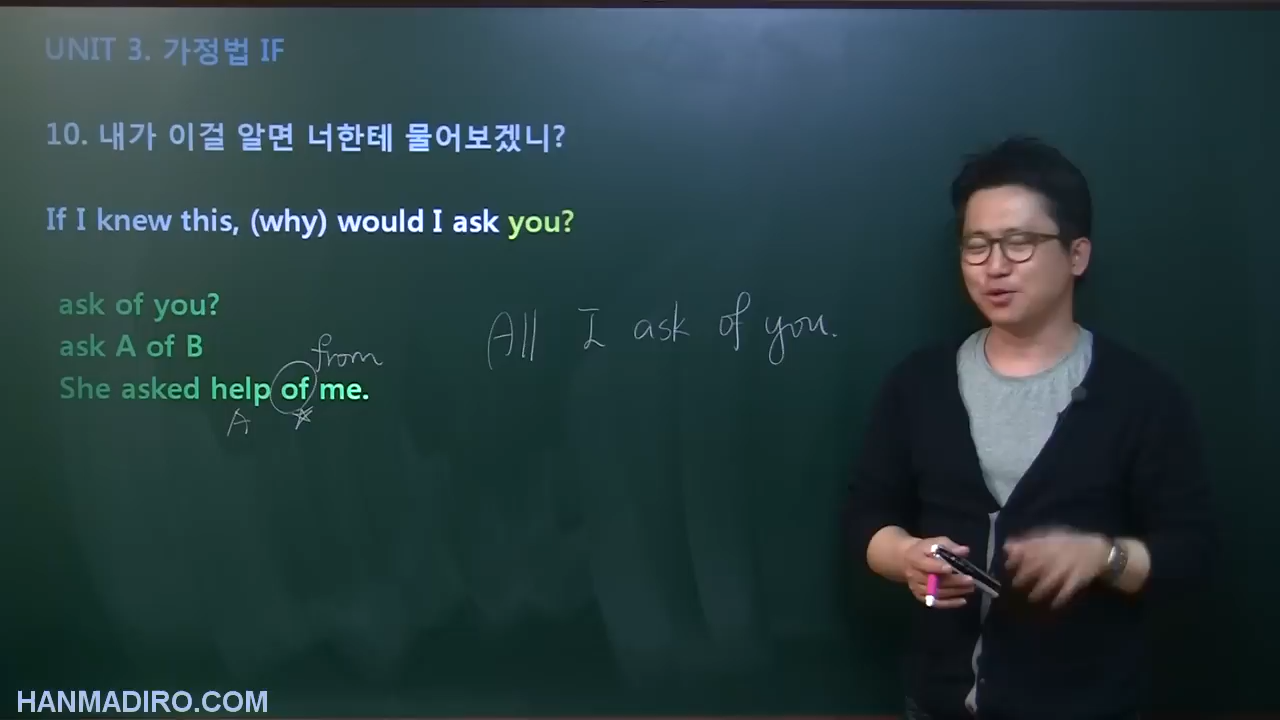 UNIT 3. 가정법 IF
10. 내가 이걸 알면 너한테 물어보겠니?
If I knew this, (why) would I ask you?
ask of you?
ask A of B
from
She asked help of me.
A
All I ask of you.
HANMADIRO.COM